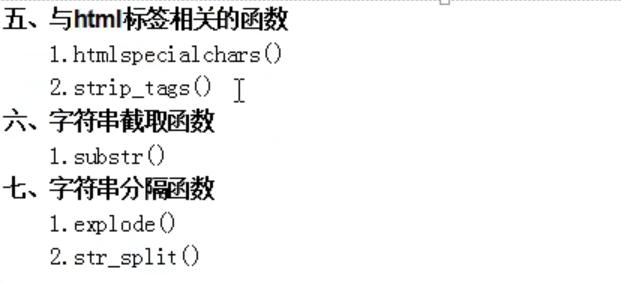 五、与html标签相关的函数
1.htmlspecialchars()
2.strip_tags()
六、字符串截取函数
1.substr()
七、字符串分隔函数
1.explode()
2.str_split()